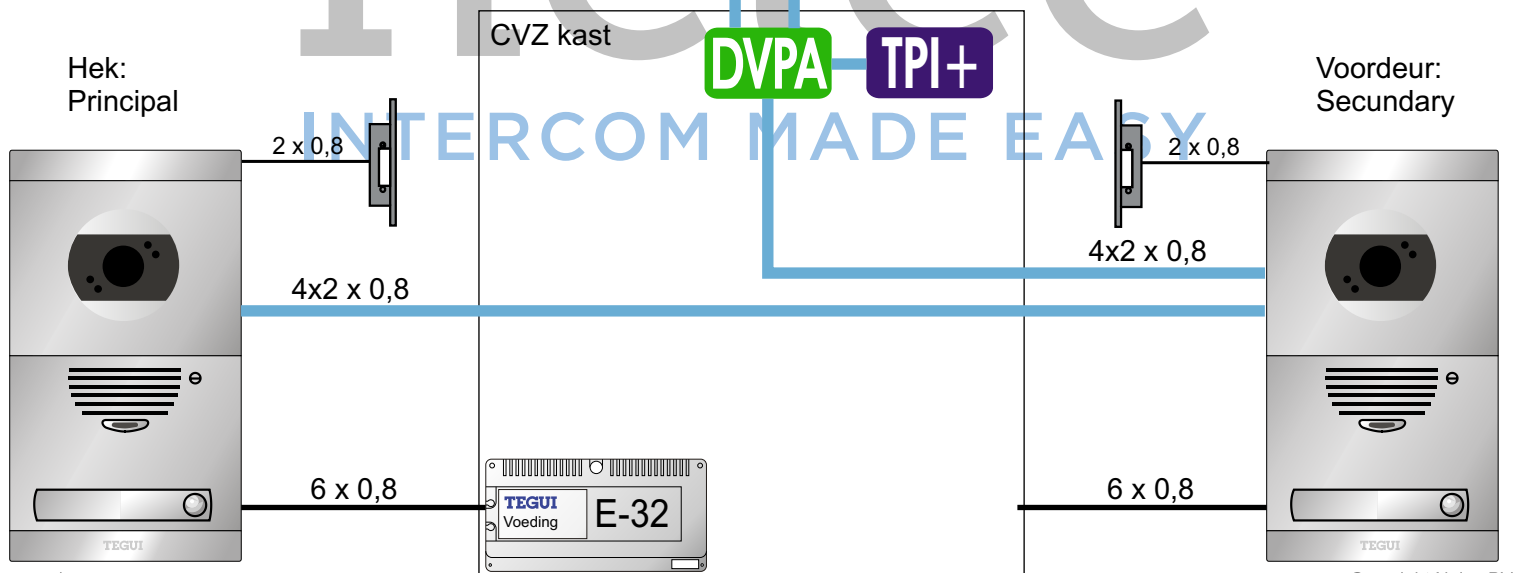 CVZ kast
DVPA
TPI+
Hek:
Principal
Voordeur:
Secundary
INTERCOM MADE EASY
2 x 0,8
2 x 0,8
4x2 x 0,8
4x2 x 0,8
6 x 0,8
TEGUI
Voeding
E-32
6 x 0,8
TEGUI
TEGUI